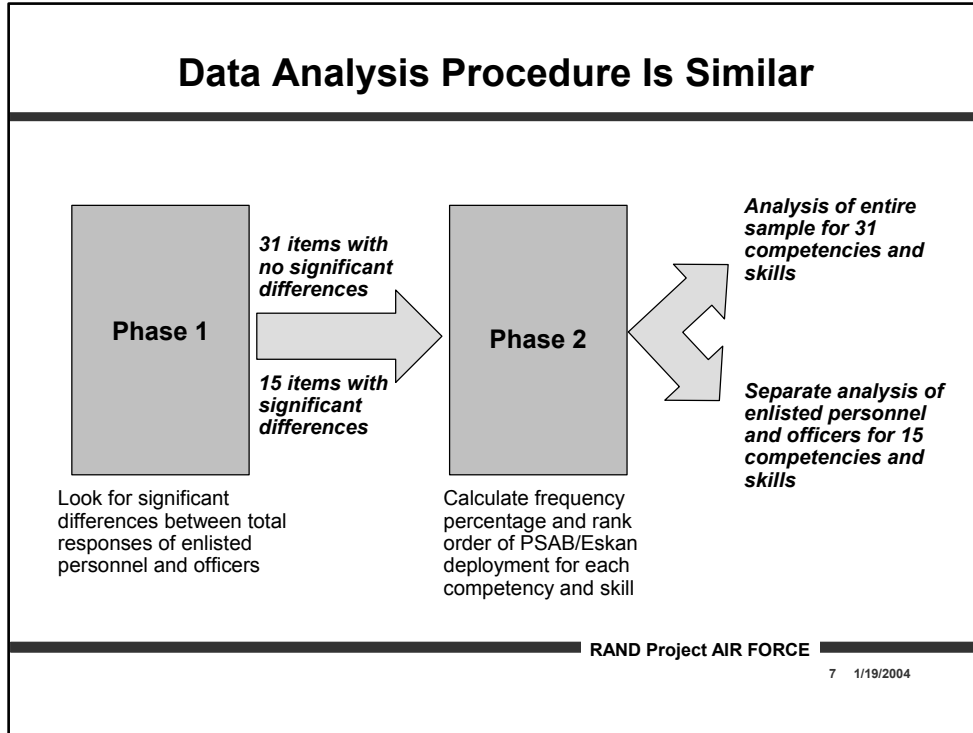 Data Analysis Procedure Is Similar
Phase 1
31 items with
no significant
differences
15 items with
significant
differences
Phase 2
Analysis of entire
sample for 31
competencies and
skills
Separate analysis of
enlisted personnel
and officers for 15
competencies and
skills
Look for significant
differences between total
responses of enlisted
personnel and officers
Calculate frequency
percentage and rank
order of PSAB/Eskan
deployment for each
competency and skill
RAND Project AIR FORCE
7 1/19/2004